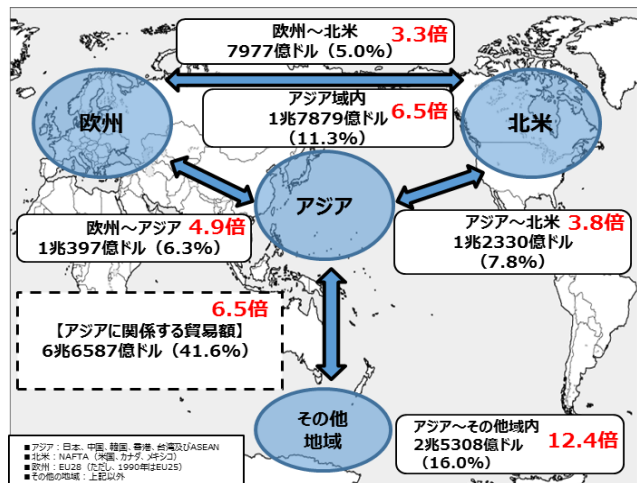 欧州～北米 3.3倍
7977億ドル（5.0%）
アジア域内 6.5倍
1兆7879億ドル
（11.3%）
欧州
北米
アジア
欧州～アジア 4.9倍
1兆397億ドル（6.3%）
アジア～北米 3.8倍
1兆2330億ドル
（7.8%）
6.5倍
【アジアに関係する貿易額】
6兆6587億ドル（41.6%）
その他
地域
アジア～その他域内
2兆5308億ドル 12.4倍
（16.0%）
■アジア：日本、中国、韓国、香港、台湾及びASEAN
■北米：NAFTA（米国、カナダ、メキシコ）
■欧州：EU28（ただし、1990年はEU25）
■その他の地域：上記以外